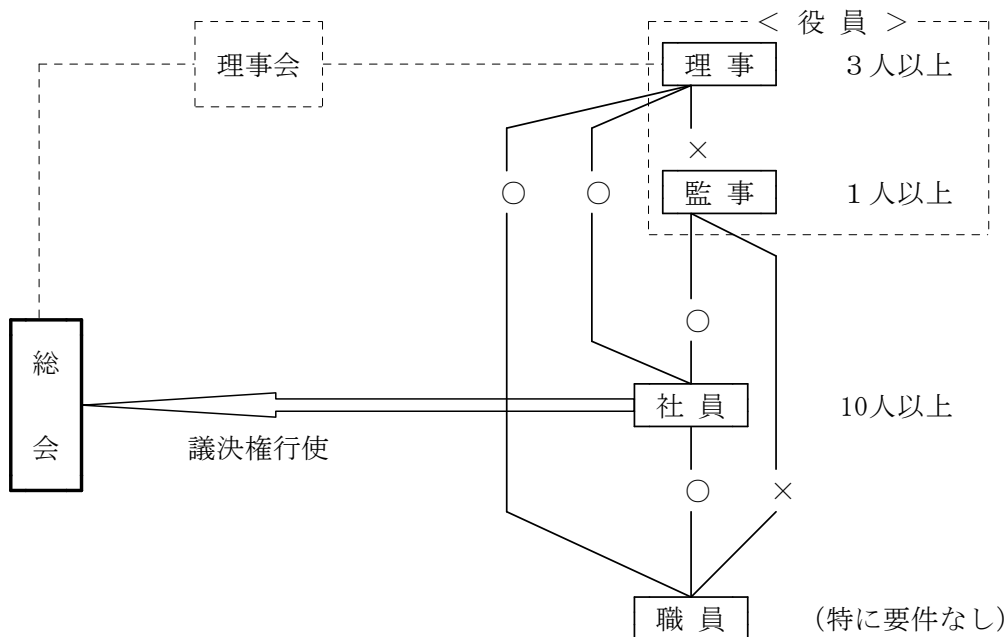 < 役 員 >
理事会
理 事
3人以上
×
○
○
監 事
1人以上
○
総
会
社 員
10人以上
議決権行使
○
×
職 員
(特に要件なし)